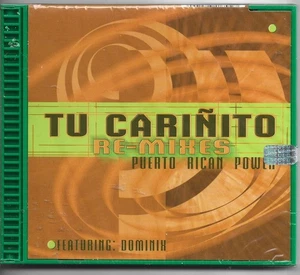 TU CARIÑITO
RE-MIXES
PUERTO RICAN POWER
FEATURING: DOMINIK